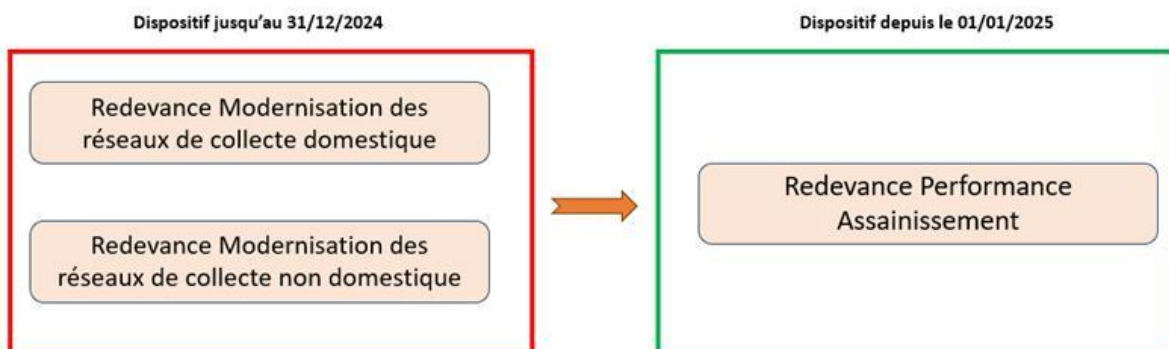 Dispositif jusqu'au 31/12/2024
Redevance Modernisation des
réseaux de collecte domestique
Redevance Modernisation des
réseaux de collecte non domestique
Dispositif depuis le 01/01/2025
Redevance Performance
Assainissement